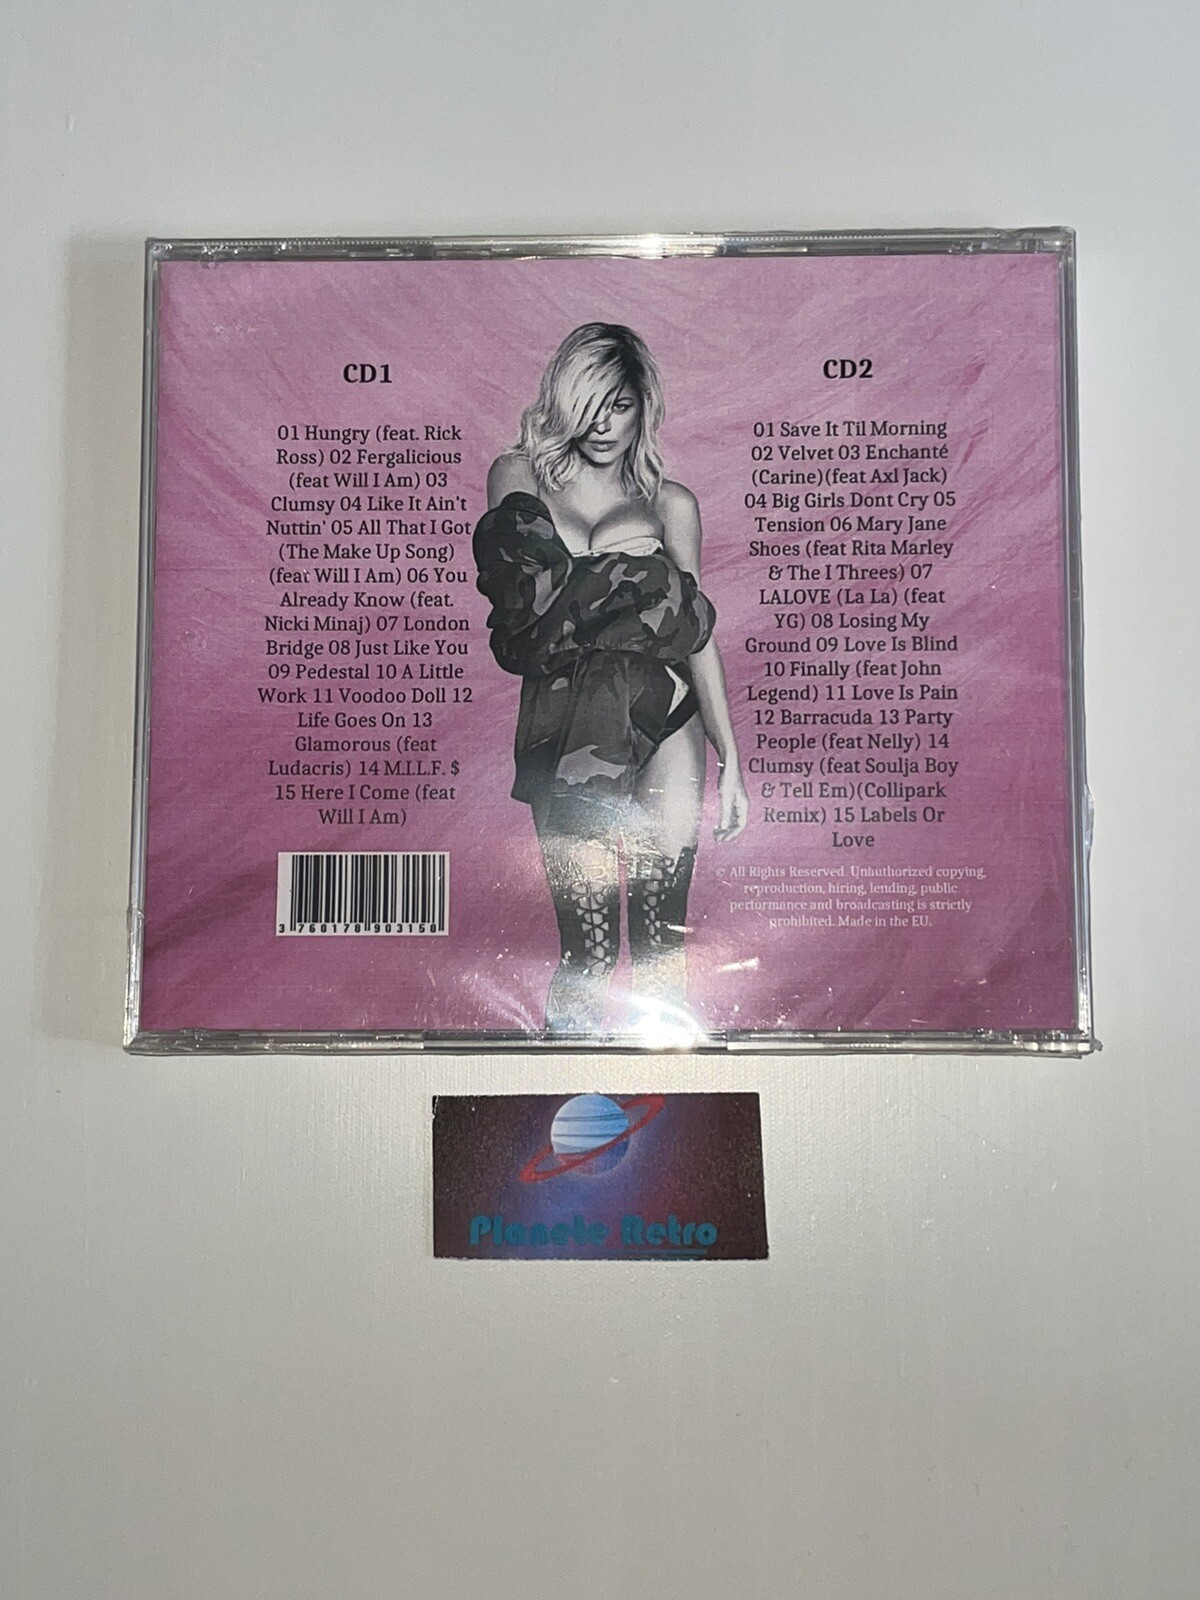 CD1
01 Hungry (feat. Rick
Ross) 02 Fergalicious
(feat Will I Am) 03
Clumsy 04 Like It Ain't
Nuttin' 05 All That I Got
(The Make Up Song)
(feat Will I Am) 06 You
Already Know (feat.
Nicki Minaj) 07 London
Bridge 08 Just Like You
09 Pedestal 10 A Little
Work 11 Voodoo Doll 12
Life Goes On 13
Glamorous (feat
Ludacris) 14 M.I.L.F. $
15 Here I Come (feat
Will I Am)
3 760178 903150
CD2
01 Save It Til Morning
02 Velvet 03 Enchanté
(Carine)(feat Axl Jack)
04 Big Girls Dont Cry 05
Tension 06 Mary Jane
Shoes (feat Rita Marley
& The I Threes) 07
LALOVE (La La) (feat
YG) 08 Losing My
Ground 09 Love Is Blind
10 Finally (feat John
Legend) 11 Love Is Pain
12 Barracuda 13 Party
People (feat Nelly) 14
Clumsy (feat Soulja Boy
& Tell Em)(Collipark
Remix) 15 Labels Or
Love
© All Rights Reserved. Unauthorized copying,
reproduction, hiring, lending, public
performance and broadcasting is strictly
prohibited. Made in the EU.
Planete Retro